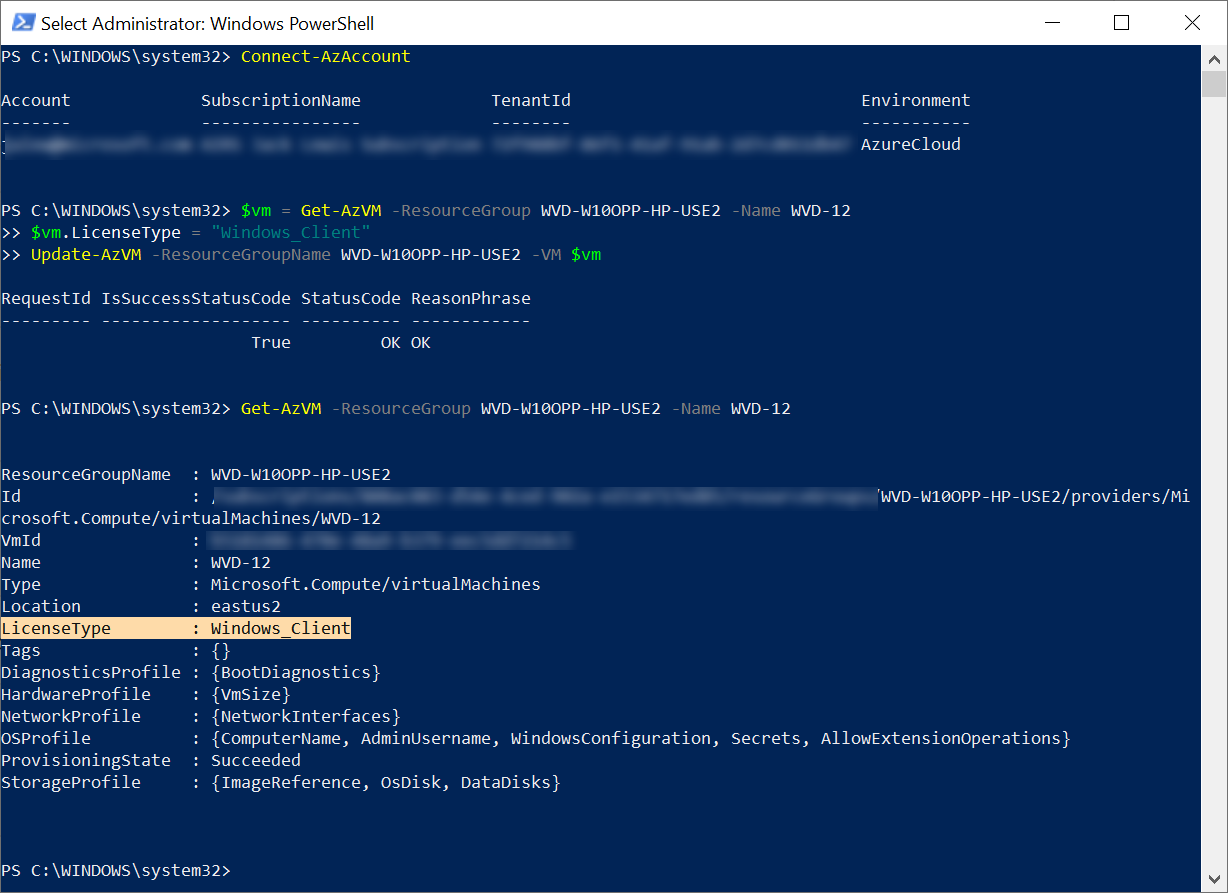 Select Administrator: Windows PowerShell
PS C:\WINDOWS\system32> Connect-AzAccount
Account SubscriptionName TenantId Environment
------- ---------------- -------- -----------
AzureCloud
PS C:\WINDOWS\system32> $vm = Get-AzVM -ResourceGroup WVD-W10OPP-HP-USE2 -Name WVD-12
>> $vm.LicenseType = "Windows_Client"
>> Update-AzVM -ResourceGroupName WVD-W10OPP-HP-USE2 -VM $vm
RequestId IsSuccessStatusCode StatusCode ReasonPhrase
--------- ------------------- ---------- ------------
True OK OK
PS C:\WINDOWS\system32> Get-AzVM -ResourceGroup WVD-W10OPP-HP-USE2 -Name WVD-12
ResourceGroupName : WVD-W10OPP-HP-USE2
Id : /WVD-W10OPP-HP-USE2/providers/Mi
crosoft.Compute/virtualMachines/WVD-12
VmId :
Name : WVD-12
Type : Microsoft.Compute/virtualMachines
Location : eastus2
LicenseType : Windows_Client
Tags : {}
DiagnosticsProfile : {BootDiagnostics}
HardwareProfile : {VmSize}
NetworkProfile : {NetworkInterfaces}
OSProfile : {ComputerName, AdminUsername, WindowsConfiguration, Secrets, AllowExtensionOperations}
ProvisioningState : Succeeded
StorageProfile : {ImageReference, OsDisk, DataDisks}
PS C:\WINDOWS\system32>